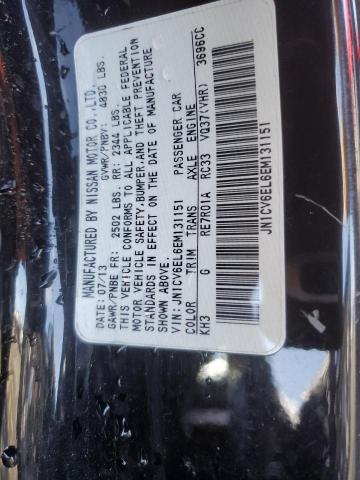 MANUFACTURED BY NISSAN MOTOR CO.,LTD.
07/13 GVWR/PNBV: 4830 LBS.
GAWR/PNBE FR: 2502 LBS. RR: 2344 LBS.
THIS VEHICLE CONFORMS TO ALL APPLICABLE FEDERAL
MOTOR VEHICLE SAFETY,BUMPER,AND THEFT PREVENTION
STANDARDS IN EFFECT ON THE DATE OF MANUFACTURE
SHOWN ABOVE.
VIN: JN1CV6EL6EM131151 PASSENGER CAR
COLOR TRIM TRANS AXLE ENGINE
KH3 G RE7R01A RC33 VQ37(VHR) 3696CC
JN1CV6EL6EM131151